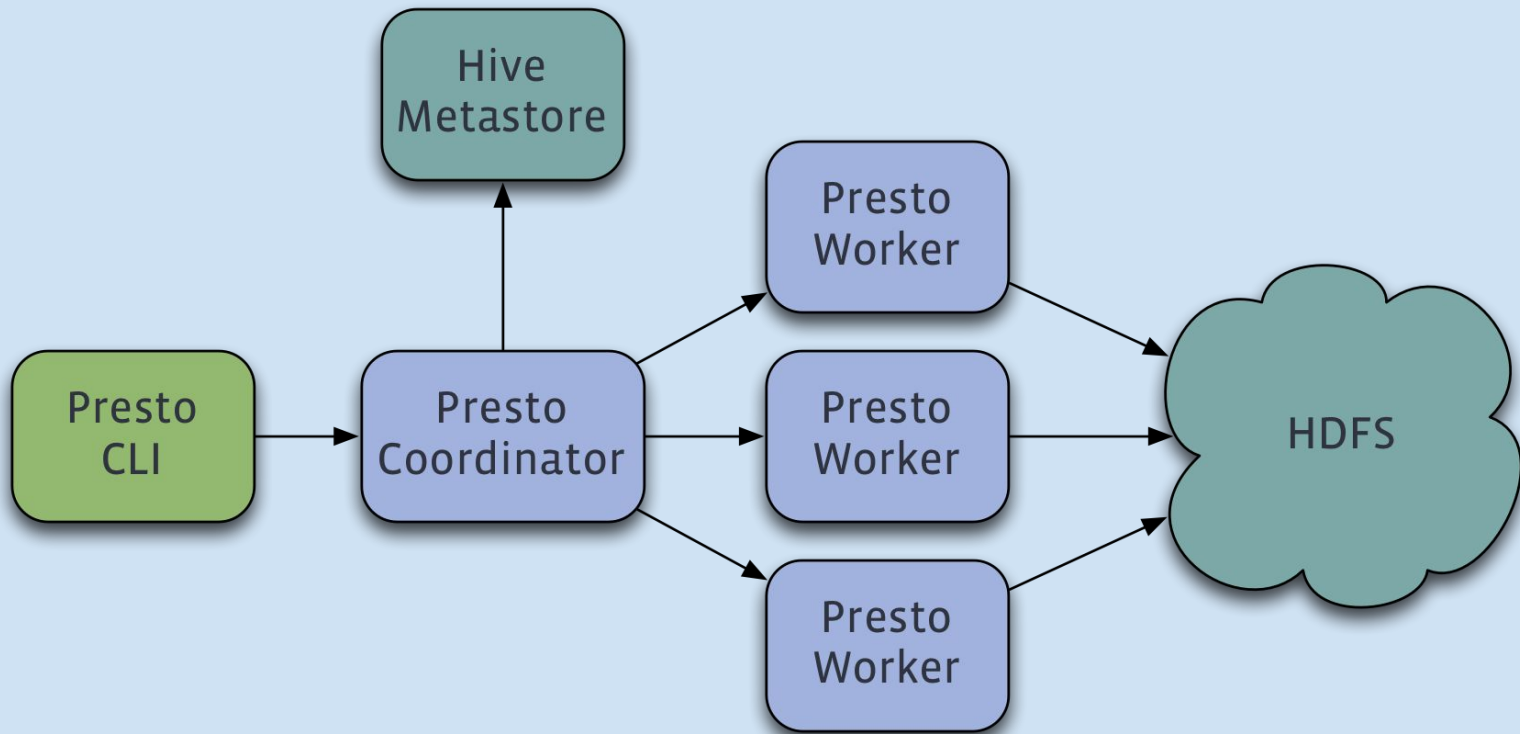 Hive
Metastore
Presto
Worker
Presto
CLI
Presto
Coordinator
Presto
Worker
HDFS
Presto
Worker